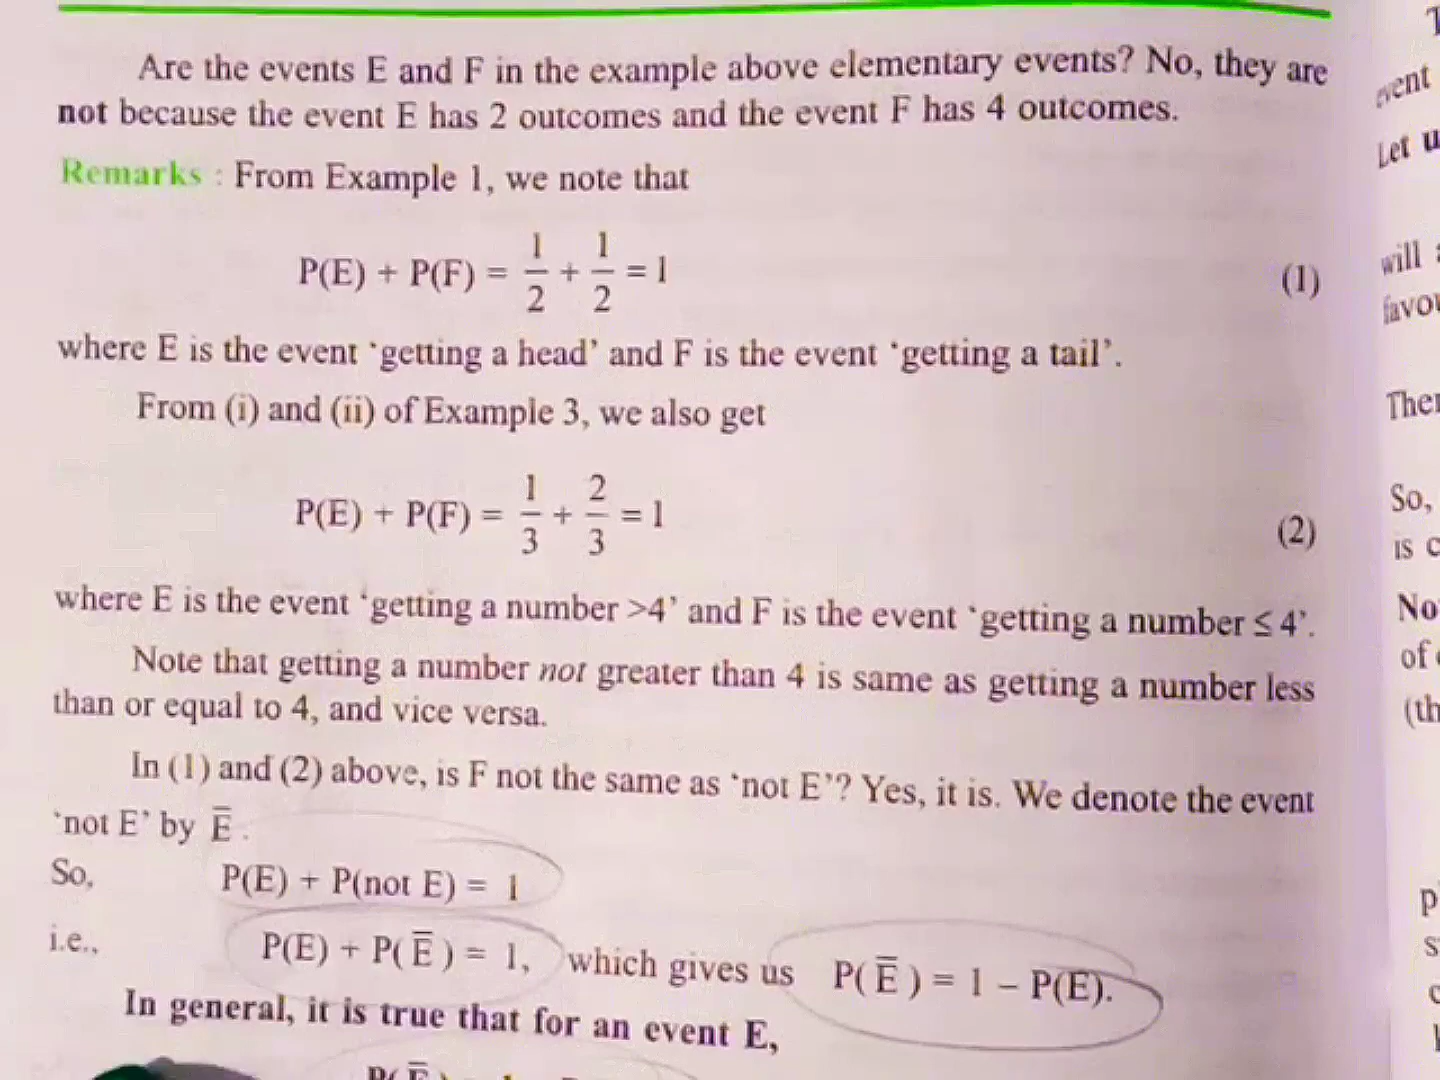 Are the events E and F in the example above elementary events? No, they are
not because the event E has 2 outcomes and the event F has 4 outcomes.
Remarks : From Example 1, we note that
P(E) + P(F) = 1/2 + 1/2 = 1 (1)
where E is the event ‘getting a head’ and F is the event ‘getting a tail’.
From (i) and (ii) of Example 3, we also get
P(E) + P(F) = 1/3 + 2/3 = 1 (2)
where E is the event ‘getting a number >4’ and F is the event ‘getting a number ≤ 4’.
Note that getting a number not greater than 4 is same as getting a number less
than or equal to 4, and vice versa.
In (1) and (2) above, is F not the same as ‘not E’? Yes, it is. We denote the event
‘not E’ by E̅ .
So, P(E) + P(not E) = 1
i.e., P(E) + P( E̅ ) = 1, which gives us P( E̅ ) = 1 – P(E).
In general, it is true that for an event E,
event
Let
will
So,
of